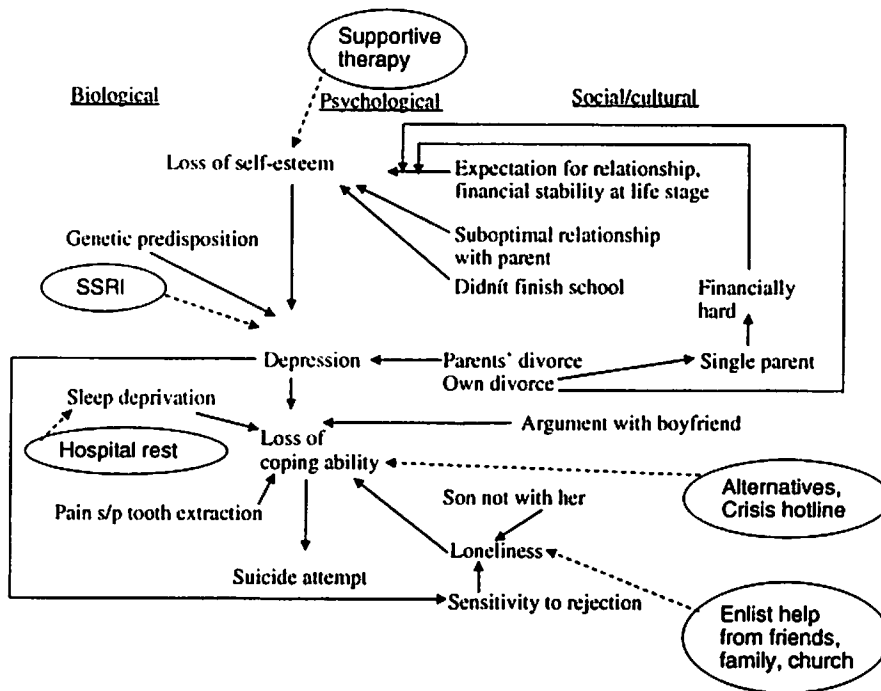 Supportive
therapy
Biological
Psychological
Social/cultural
Loss of self-esteem
Expectation for relationship,
financial stability at life stage
Genetic predisposition
Suboptimal relationship
with parent
SSRI
Didnít finish school
Financially
hard
Depression
Parents' divorce
Single parent
Own divorce
Sleep deprivation
Argument with boyfriend
Hospital rest
Loss of
coping ability
Alternatives,
Crisis hotline
Pain s/p tooth extraction
Son not with her
Loneliness
Suicide attempt
Sensitivity to rejection
Enlist help
from friends,
family, church